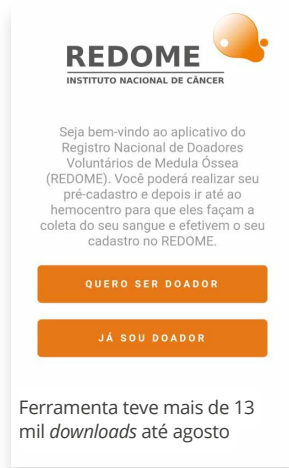 REDOME
INSTITUTO NACIONAL DE CÂNCER
Seja bem-vindo ao aplicativo do
Registro Nacional de Doadores
Voluntários de Medula Óssea
(REDOME). Você poderá realizar seu
pré-cadastro e depois ir até ao
hemocentro para que eles façam a
coleta do seu sangue e efetivem o seu
cadastro no REDOME.
QUERO SER DOADOR
JÁ SOU DOADOR
Ferramenta teve mais de 13
mil downloads até agosto